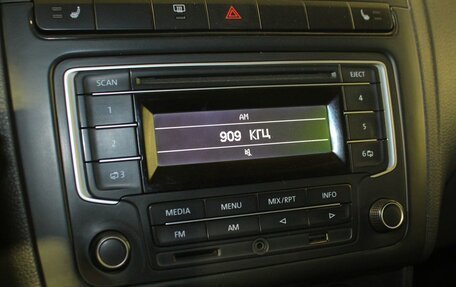 SCAN
EJECT
1
AM
4
2
909 КГЦ
5
3
6
MEDIA
MENU
MIX/RPT
INFO
FM
AM